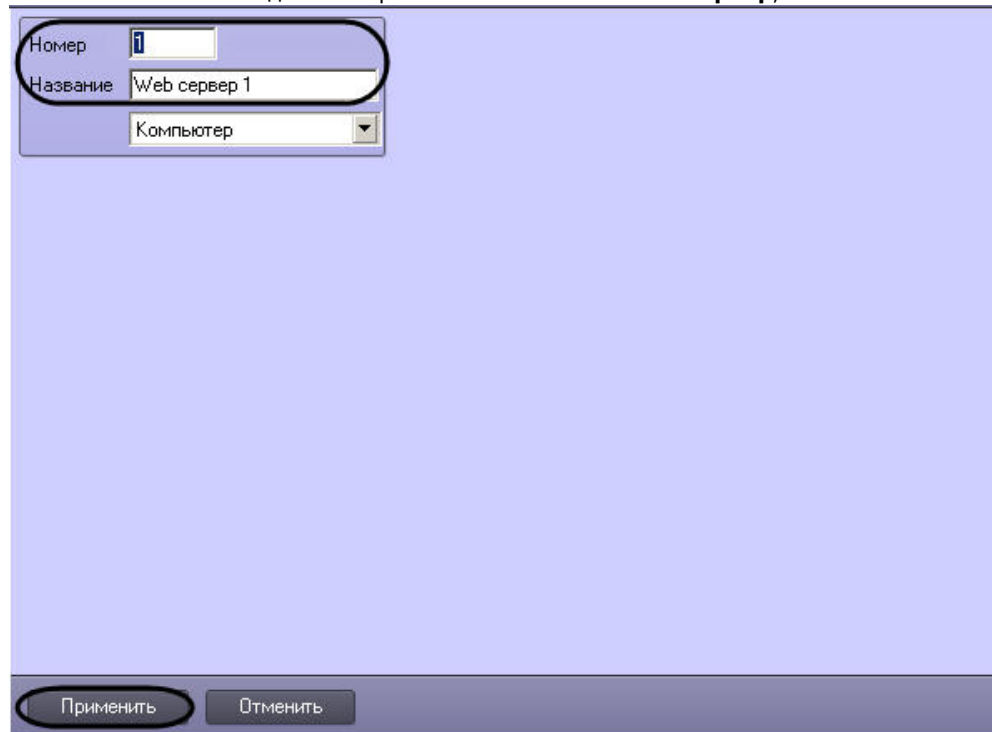 Номер 1
Название Web сервер 1
Компьютер
Применить Отменить